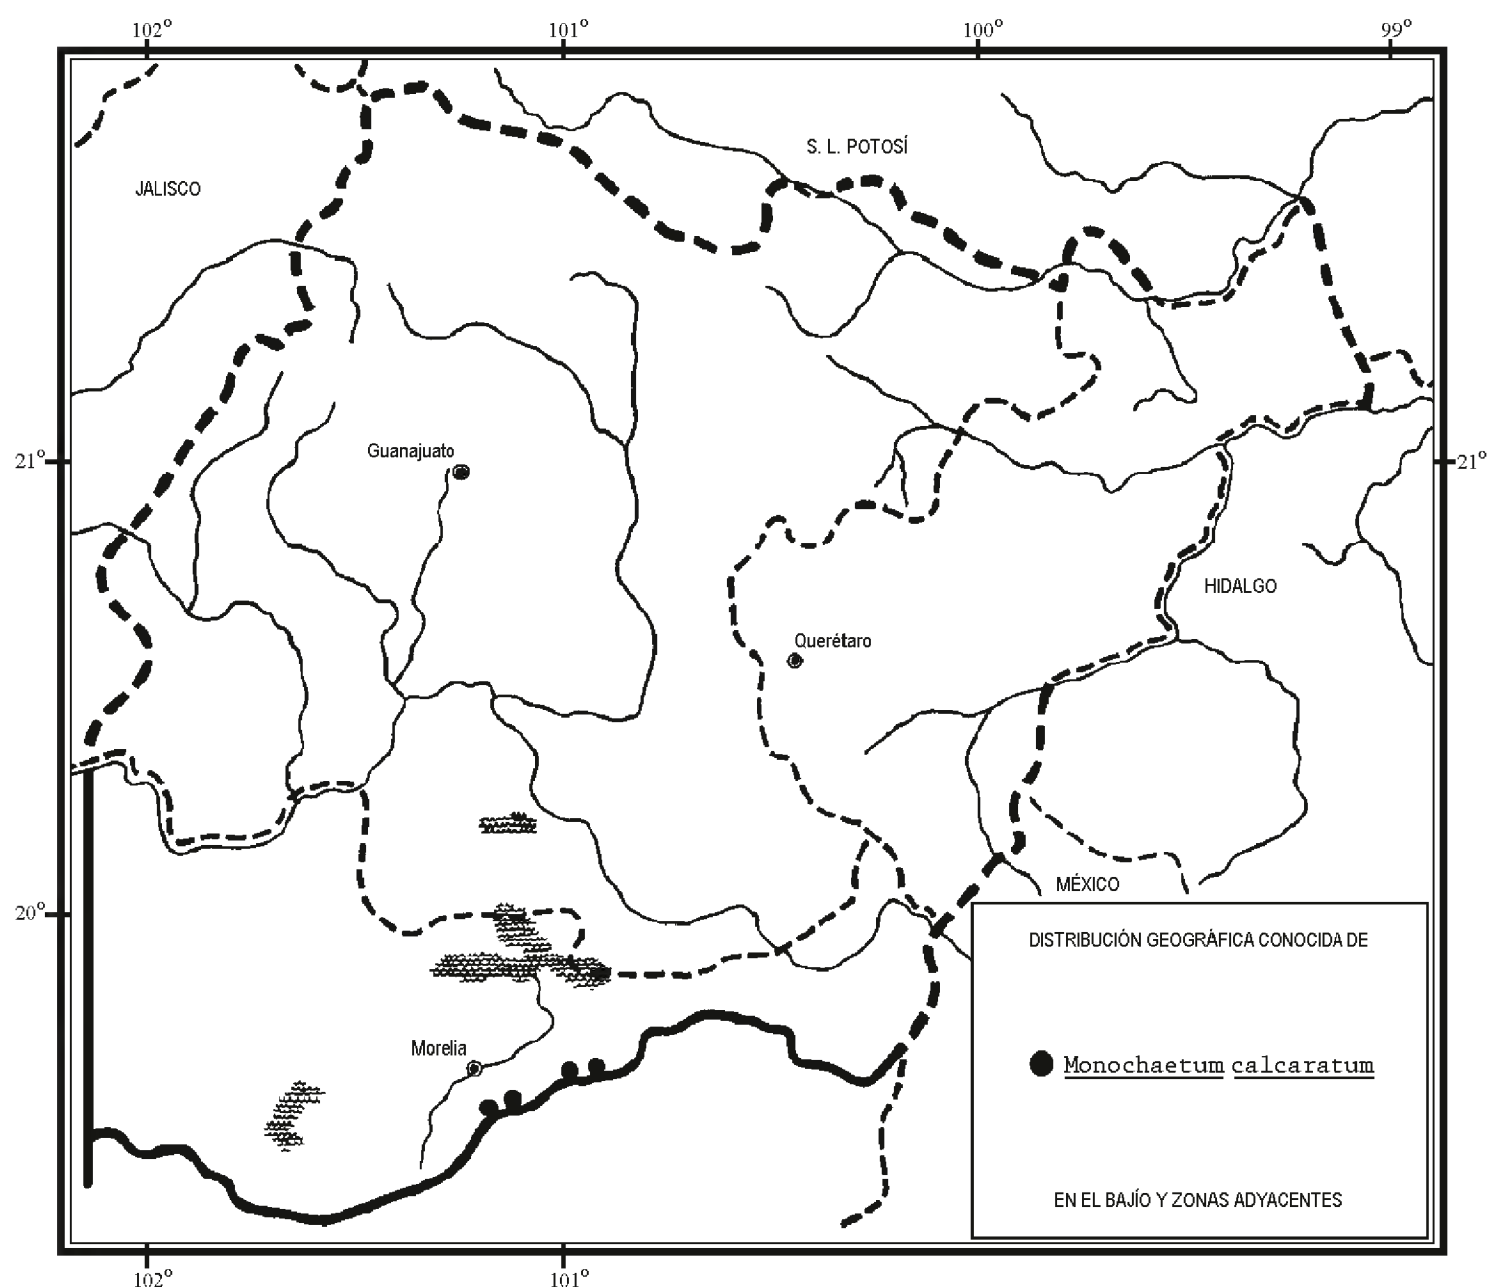 102° 101° 100° 99°
S. L. POTOSÍ
JALISCO
Guanajuato
21° 21°
HIDALGO
Querétaro
MÉXICO
20°
DISTRIBUCIÓN GEOGRÁFICA CONOCIDA DE
Morelia
Monochaetum calcaratum
EN EL BAJÍO Y ZONAS ADYACENTES
102° 101°